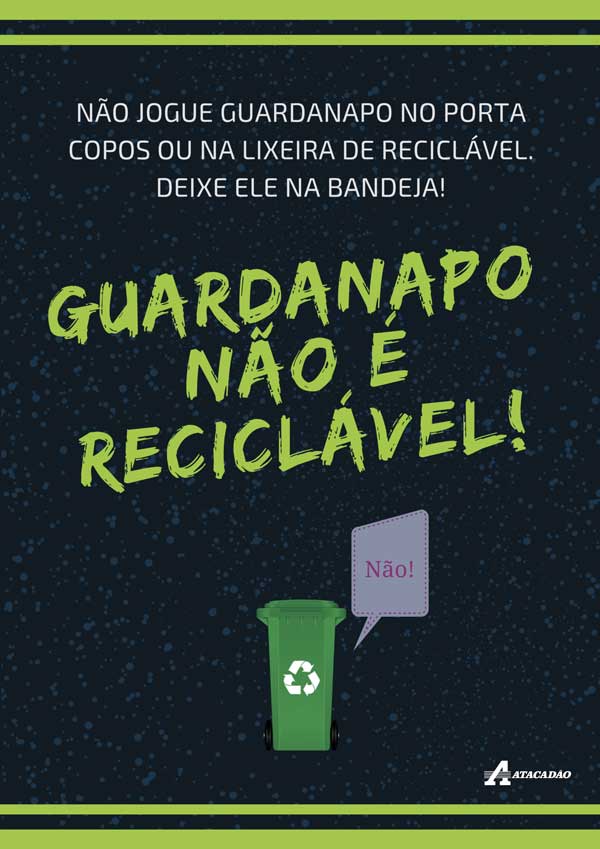 NÃO JOGUE GUARDANAPO NO PORTA
COPOS OU NA LIXEIRA DE RECICLÁVEL.
DEIXE ELE NA BANDEJA!
GUARDANAPO
NÃO É
RECICLÁVEL!
Não!
ATACADÃO